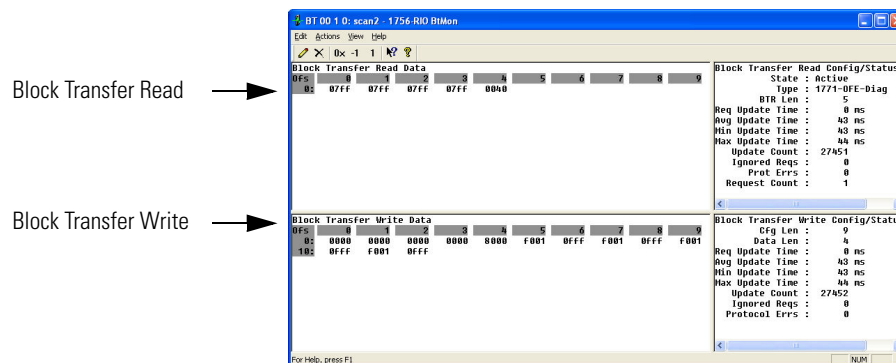 BT 00 1 0: scan2 - 1756-RIO BtMon
Edit Actions View Help
0x -1 1
Block Transfer Read
Block Transfer Read Data
Ofs 0 1 2 3 4 5 6 7 8 9
0: 07ff 07ff 07ff 07ff 0040
Block Transfer Read Config/Status
State : Active
Type : 1771-OFE-Diag
BTR Len : 5
Req Update Time : 0 ms
Avg Update Time : 43 ms
Min Update Time : 43 ms
Max Update Time : 44 ms
Update Count : 27451
Ignored Reqs : 0
Prot Errs : 0
Request Count : 1
Block Transfer Write
Block Transfer Write Data
Ofs 0 1 2 3 4 5 6 7 8 9
0: 0000 0000 0000 0000 8000 f001 0fff f001 0fff f001
10: 0fff f001 0fff
Block Transfer Write Config/Statu
Cfg Len : 9
Data Len : 4
Req Update Time : 0 ms
Avg Update Time : 43 ms
Min Update Time : 43 ms
Max Update Time : 44 ms
Update Count : 27452
Ignored Reqs : 0
Protocol Errs : 0
For Help, press F1
NUM